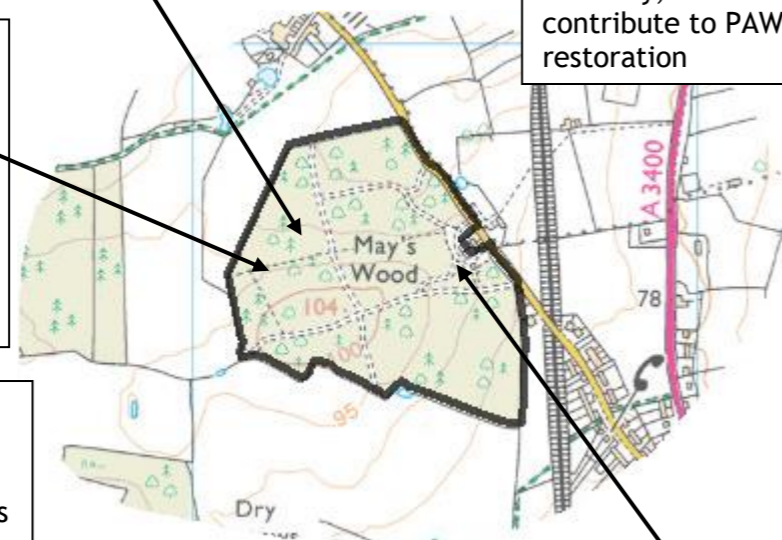 contribute to PAW
restoration
A 3400
May's
Wood
78
104
100
95
s
Dry